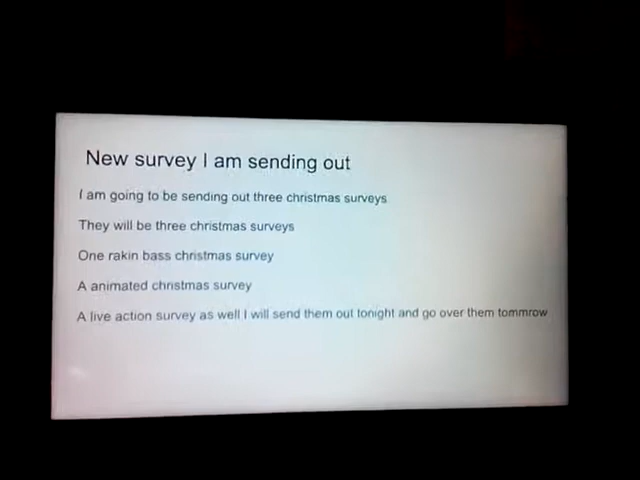 New survey I am sending out
I am going to be sending out three christmas surveys
They will be three christmas surveys
One rakin bass christmas survey
A animated christmas survey
A live action survey as well I will send them out tonight and go over them tommrow